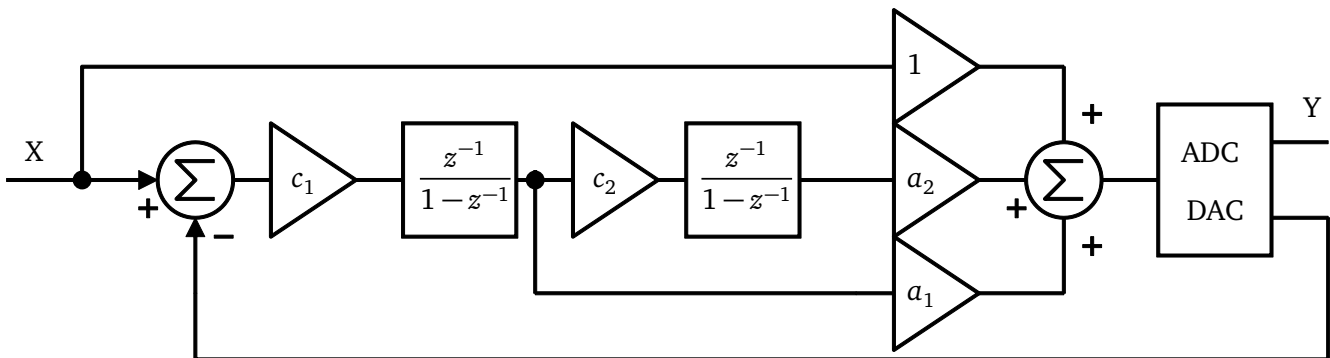 X
1
+
Σ
+
−
c₁
z⁻¹
1−z⁻¹
c₂
z⁻¹
1−z⁻¹
a₂
a₁
+
+
Σ
+
ADC
DAC
Y